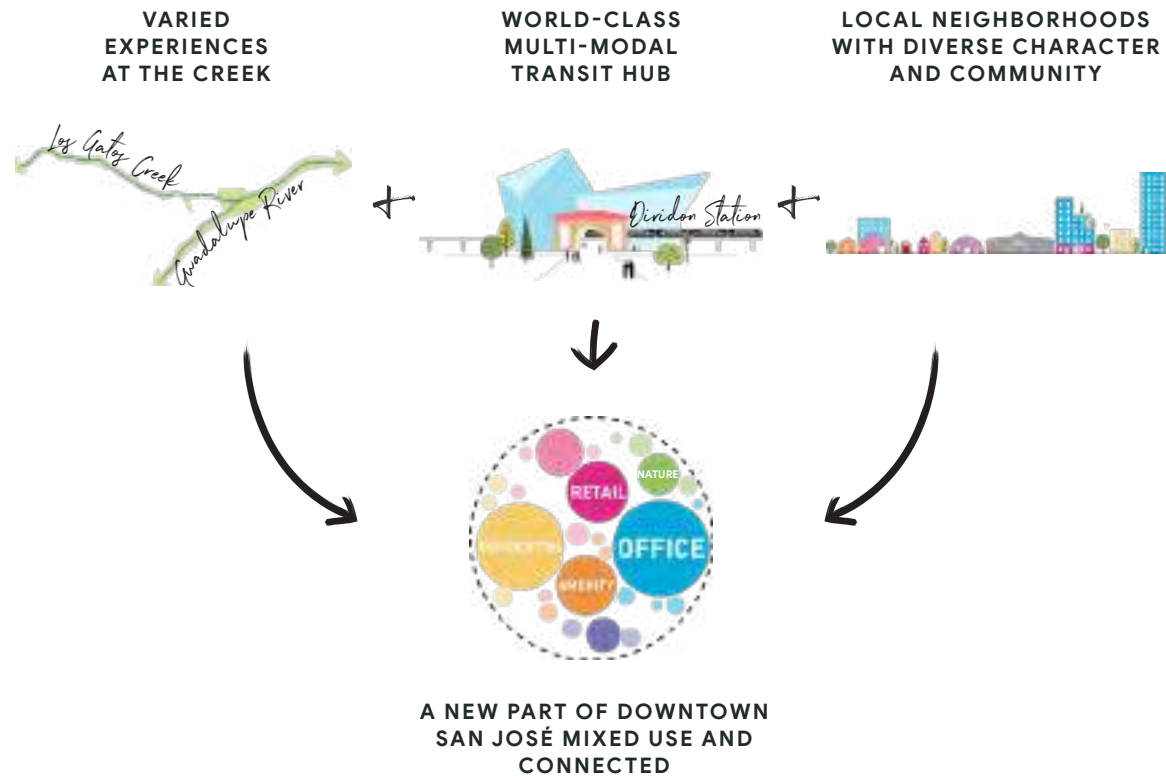 VARIED
EXPERIENCES
AT THE CREEK
WORLD-CLASS
MULTI-MODAL
TRANSIT HUB
LOCAL NEIGHBORHOODS
WITH DIVERSE CHARACTER
AND COMMUNITY
Los Gatos Creek
Guadalupe River
+
Diridon Station
+
NATURE
RETAIL
OFFICE
AMENITY
A NEW PART OF DOWNTOWN
SAN JOSÉ MIXED USE AND
CONNECTED